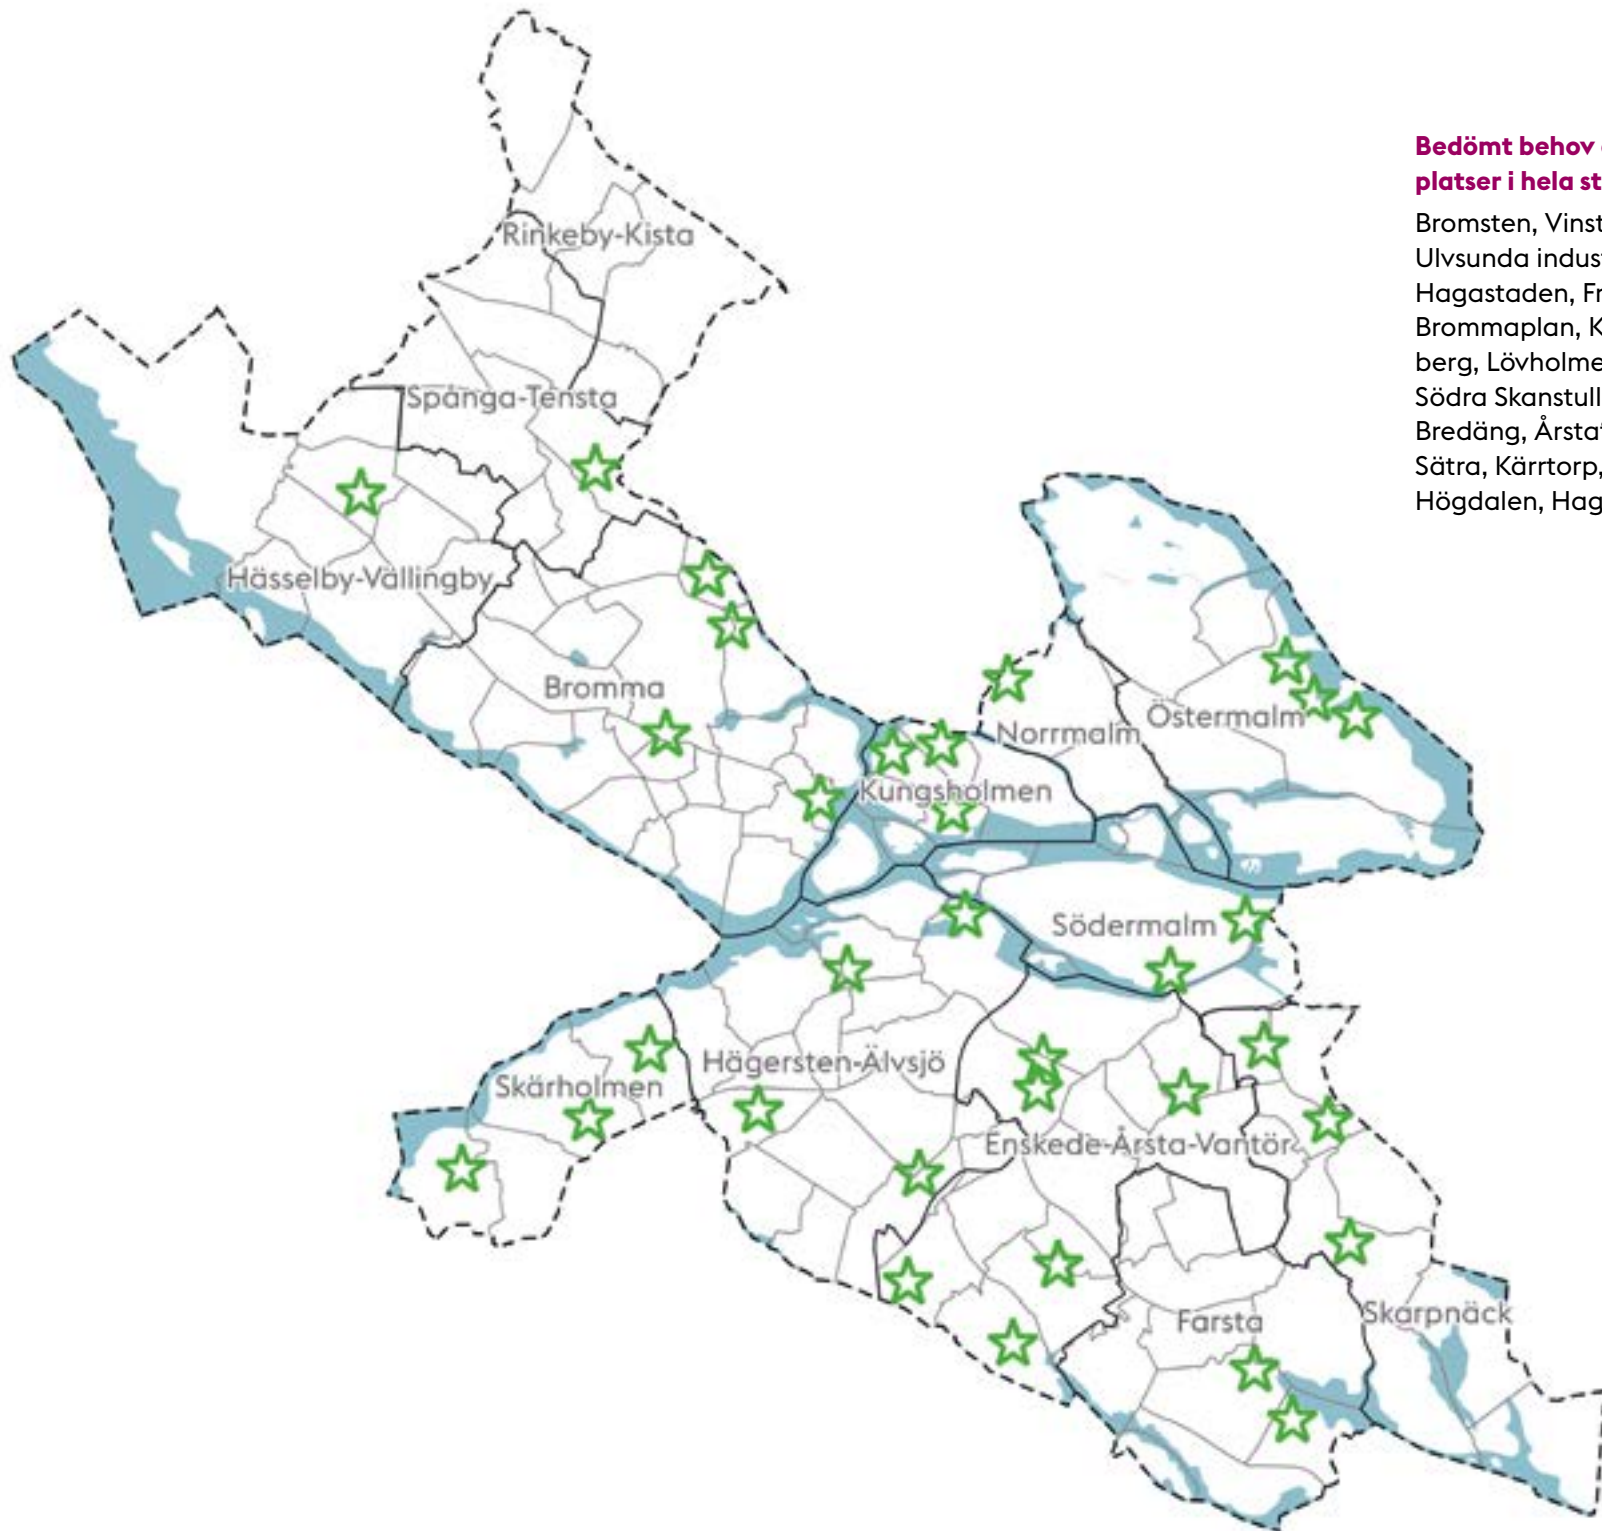 Bedömt behov
platser i hela st
Bromsten, Vinst
Ulvsunda indust
Hagastaden, Fr
Brommaplan, K
berg, Lövholme
Södra Skanstull
Bredäng, Årsta
Sätra, Kärrtorp,
Högdalen, Hag
Rinkeby-Kista
Spånga-Tensta
Hässelby-Vällingby
Bromma
Norrmalm
Östermalm
Kungsholmen
Södermalm
Hägersten-Älvsjö
Skärholmen
Enskede-Årsta-Vantör
Farsta
Skarpnäck